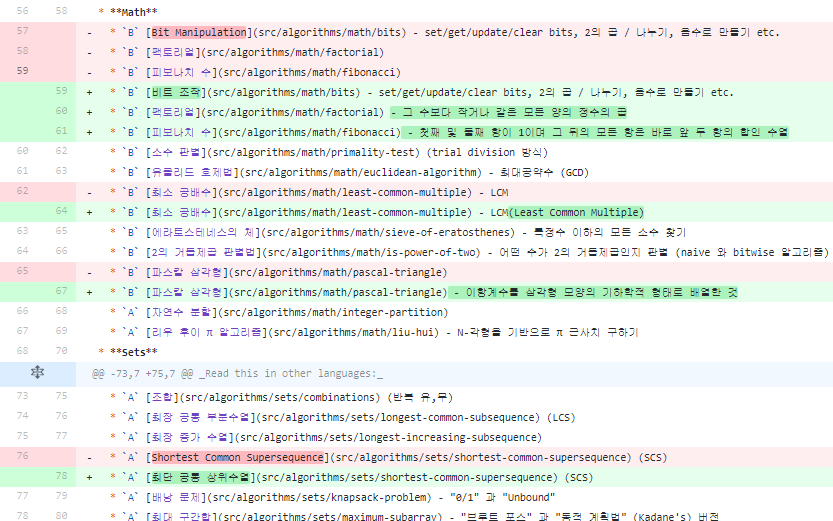 56 58 * **Math**
57 - * `B` [Bit Manipulation](src/algorithms/math/bits) - set/get/update/clear bits, 2의 곱 / 나누기, 음수로 만들기 etc.
58 - * `B` [팩토리얼](src/algorithms/math/factorial)
59 - * `B` [피보나치 수](src/algorithms/math/fibonacci)
59 + * `B` [비트 조작](src/algorithms/math/bits) - set/get/update/clear bits, 2의 곱 / 나누기, 음수로 만들기 etc.
60 + * `B` [팩토리얼](src/algorithms/math/factorial) - 그 수보다 작거나 같은 모든 양의 정수의 곱
61 + * `B` [피보나치 수](src/algorithms/math/fibonacci) - 첫째 및 둘째 항이 1이며 그 뒤의 모든 항은 바로 앞 두 항의 합인 수열
60 62 * `B` [소수 판별](src/algorithms/math/primality-test) (trial division 방식)
61 63 * `B` [유클리드 호제법](src/algorithms/math/euclidean-algorithm) - 최대공약수 (GCD)
62 - * `B` [최소 공배수](src/algorithms/math/least-common-multiple) - LCM
64 + * `B` [최소 공배수](src/algorithms/math/least-common-multiple) - LCM(Least Common Multiple)
63 65 * `B` [에라토스테네스의 체](src/algorithms/math/sieve-of-eratosthenes) - 특정수 이하의 모든 소수 찾기
64 66 * `B` [2의 거듭제곱 판별법](src/algorithms/math/is-power-of-two) - 어떤 수가 2의 거듭제곱인지 판별 (naive 와 bitwise 알고리즘)
65 - * `B` [파스칼 삼각형](src/algorithms/math/pascal-triangle)
67 + * `B` [파스칼 삼각형](src/algorithms/math/pascal-triangle) - 이항계수를 삼각형 모양의 기하학적 형태로 배열한 것
66 68 * `A` [자연수 분할](src/algorithms/math/integer-partition)
67 69 * `A` [리우 후이 π 알고리즘](src/algorithms/math/liu-hui) - N-각형을 기반으로 π 근사치 구하기
68 70 * **Sets**
@@ -73,7 +75,7 @@ _Read this in other languages:_
73 75 * `A` [조합](src/algorithms/sets/combinations) (반복 유,무)
74 76 * `A` [최장 공통 부분수열](src/algorithms/sets/longest-common-subsequence) (LCS)
75 77 * `A` [최장 증가 수열](src/algorithms/sets/longest-increasing-subsequence)
76 - * `A` [Shortest Common Supersequence](src/algorithms/sets/shortest-common-supersequence) (SCS)
78 + * `A` [최단 공통 상위수열](src/algorithms/sets/shortest-common-supersequence) (SCS)
77 79 * `A` [배낭 문제](src/algorithms/sets/knapsack-problem) - "0/1" 과 "Unbound"
78 80 * `A` [최대 구간합](src/algorithms/sets/maximum-subarray) - "브루트 포스" 과 "동적 계획법" (Kadane's) 버전